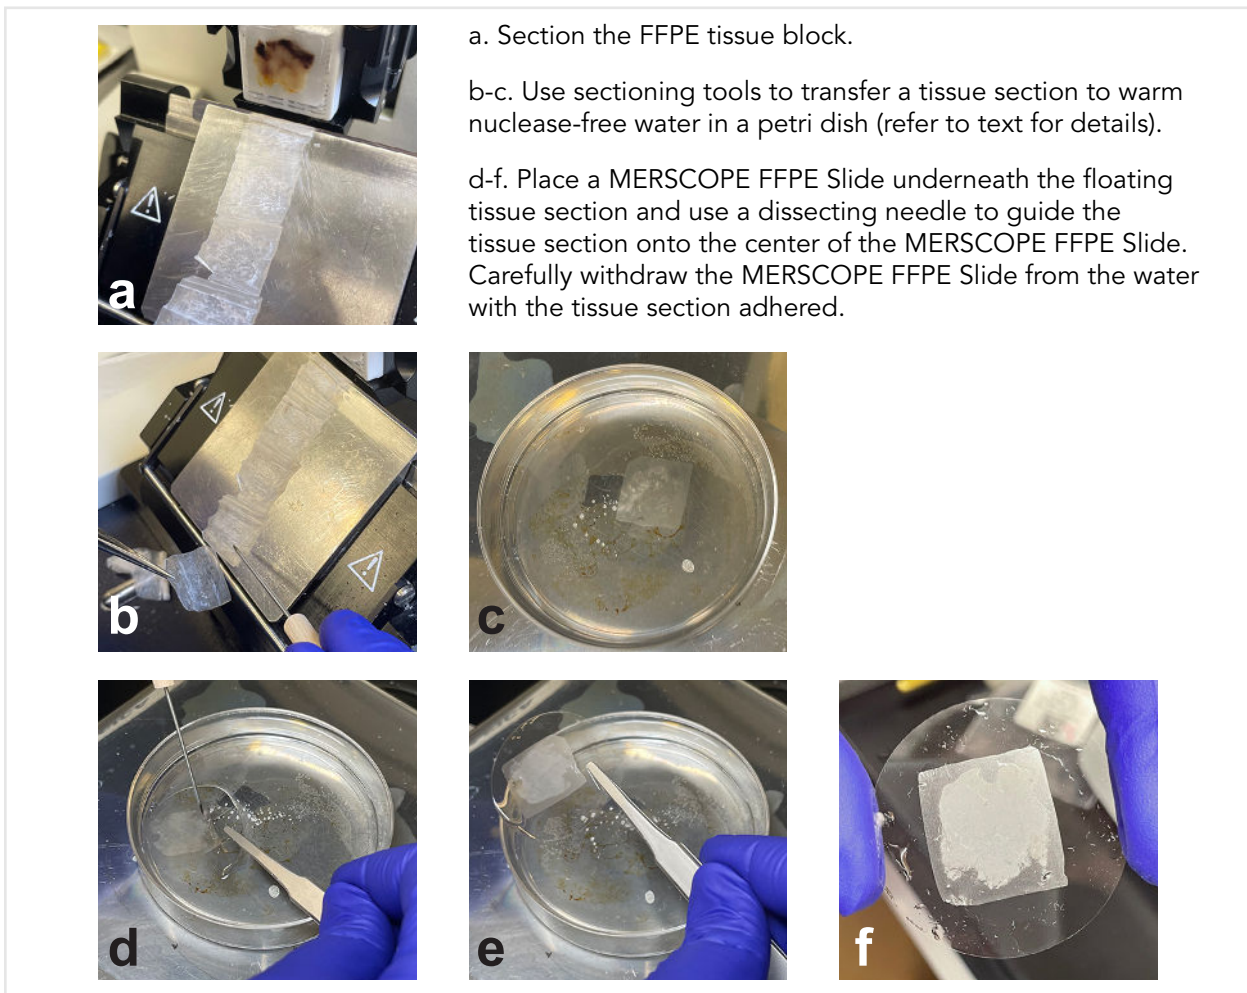 a. Section the FFPE tissue block.
b-c. Use sectioning tools to transfer a tissue section to warm
nuclease-free water in a petri dish (refer to text for details).
d-f. Place a MERSCOPE FFPE Slide underneath the floating
tissue section and use a dissecting needle to guide the
tissue section onto the center of the MERSCOPE FFPE Slide.
Carefully withdraw the MERSCOPE FFPE Slide from the water
with the tissue section adhered.
a
b
c
d
e
f